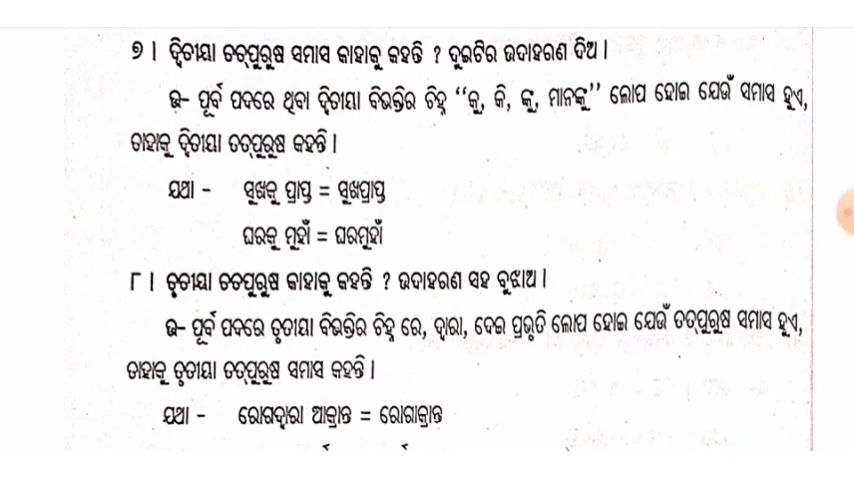 ୭ । ଦ୍ୱିତୀୟା ତତ୍‌ପୁରୁଷ ସମାସ କାହାକୁ କହନ୍ତି ? ଦୁଇଟିର ଉଦାହରଣ ଦିଅ ।
ଉ- ପୂର୍ବ ପଦରେ ଥିବା ଦ୍ୱିତୀୟା ବିଭକ୍ତିର ଚିହ୍ନ “କୁ, କି, ଙ୍କୁ, ମାନଙ୍କୁ” ଲୋପ ହୋଇ ଯେଉଁ ସମାସ ହୁଏ,
ତାହାକୁ ଦ୍ୱିତୀୟା ତତ୍‌ପୁରୁଷ କହନ୍ତି ।
ଯଥା - ସୁଖକୁ ପ୍ରାପ୍ତ = ସୁଖପ୍ରାପ୍ତ
ଘରକୁ ମୁହାଁ = ଘରମୁହାଁ
୮ । ତୃତୀୟା ତତପୁରୁଷ କାହାକୁ କହନ୍ତି ? ଉଦାହରଣ ସହ ବୁଝାଅ ।
ଉ- ପୂର୍ବ ପଦରେ ତୃତୀୟା ବିଭକ୍ତିର ଚିହ୍ନ ରେ, ଦ୍ୱାରା, ଦେଇ ପ୍ରଭୃତି ଲୋପ ହୋଇ ଯେଉଁ ତତ୍‌ପୁରୁଷ ସମାସ ହୁଏ,
ତାହାକୁ ତୃତୀୟା ତତ୍‌ପୁରୁଷ ସମାସ କହନ୍ତି ।
ଯଥା - ରୋଗଦ୍ୱାରା ଆକ୍ରାନ୍ତ = ରୋଗାକ୍ରାନ୍ତ